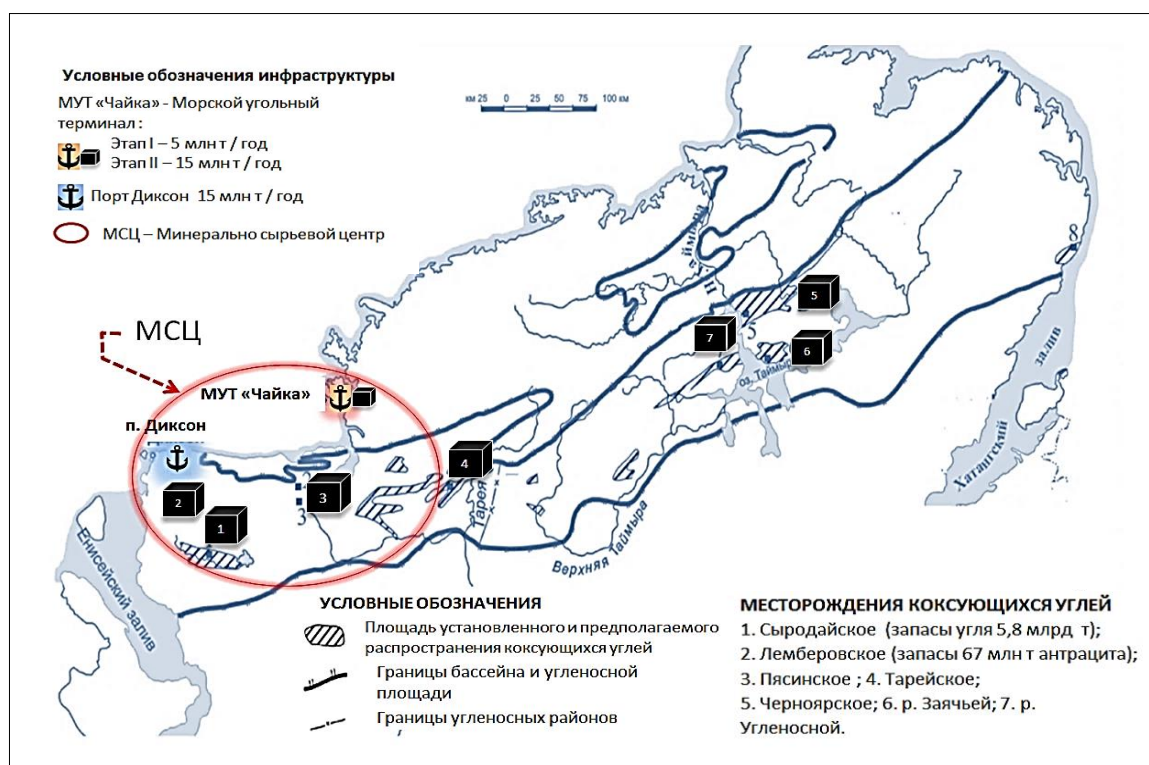 Условные обозначения инфраструктуры
МУТ «Чайка» - Морской угольный
терминал :
Этап I – 5 млн т / год
Этап II – 15 млн т / год
Порт Диксон 15 млн т / год
МСЦ – Минерально сырьевой центр
км 25 0 25 50 75 100 км
МСЦ
МУТ «Чайка»
п. Диксон
8
5
7
5
6
оз. Таймыр
4
3
2
3
2
1
Тарея
Верхняя Таймыра
Енисейский залив
Хатангский
залив
УСЛОВНЫЕ ОБОЗНАЧЕНИЯ
Площадь установленного и предполагаемого
распространения коксующихся углей
Границы бассейна и угленосной
площади
Границы угленосных районов
МЕСТОРОЖДЕНИЯ КОКСУЮЩИХСЯ УГЛЕЙ
1. Сыродайское (запасы угля 5,8 млрд т);
2. Лемберовское (запасы 67 млн т антрацита);
3. Пясинское ; 4. Тарейское;
5. Черноярское; 6. р. Заячьей; 7. р.
Угленосной.